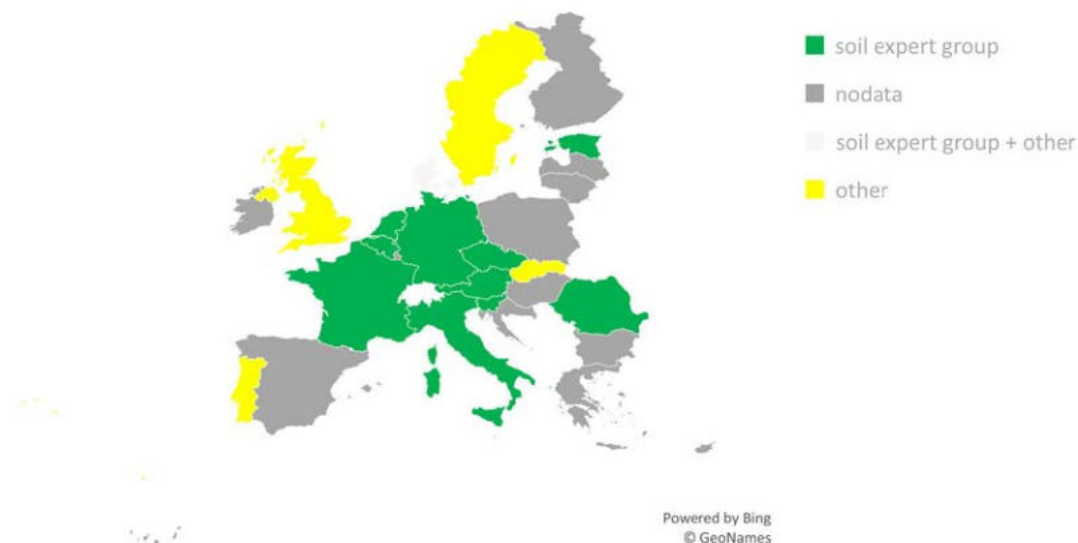 soil expert group
nodata
soil expert group + other
other
Powered by Bing
© GeoNames